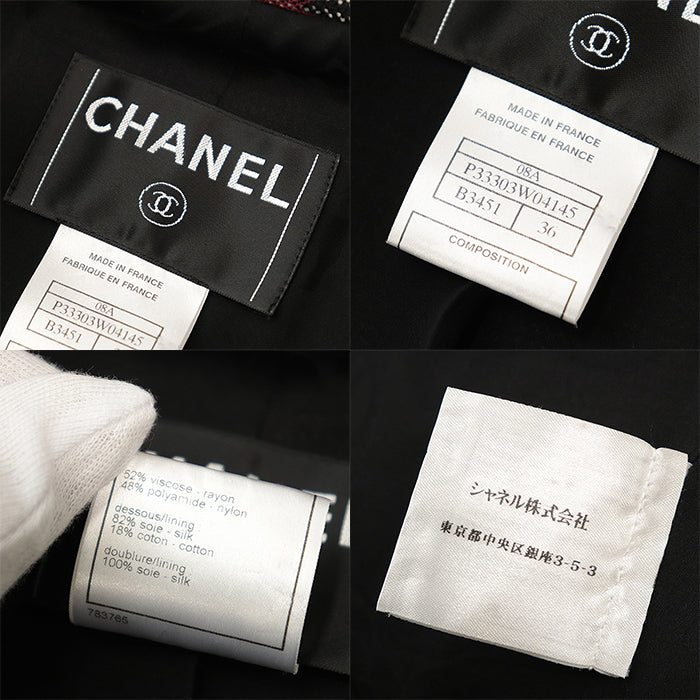 CHANEL
MADE IN FRANCE
FABRIQUE EN FRANCE
08A
P33303W04145
B3451 36
MADE IN FRANCE
FABRIQUE EN FRANCE
08A
P33303W04145
B3451 36
COMPOSITION
52% viscose - rayon
48% polyamide - nylon
dessous/lining
82% soie - silk
18% coton - cotton
doublure/lining
100% soie - silk
783765
シャネル株式会社
東京都中央区銀座3-5-3